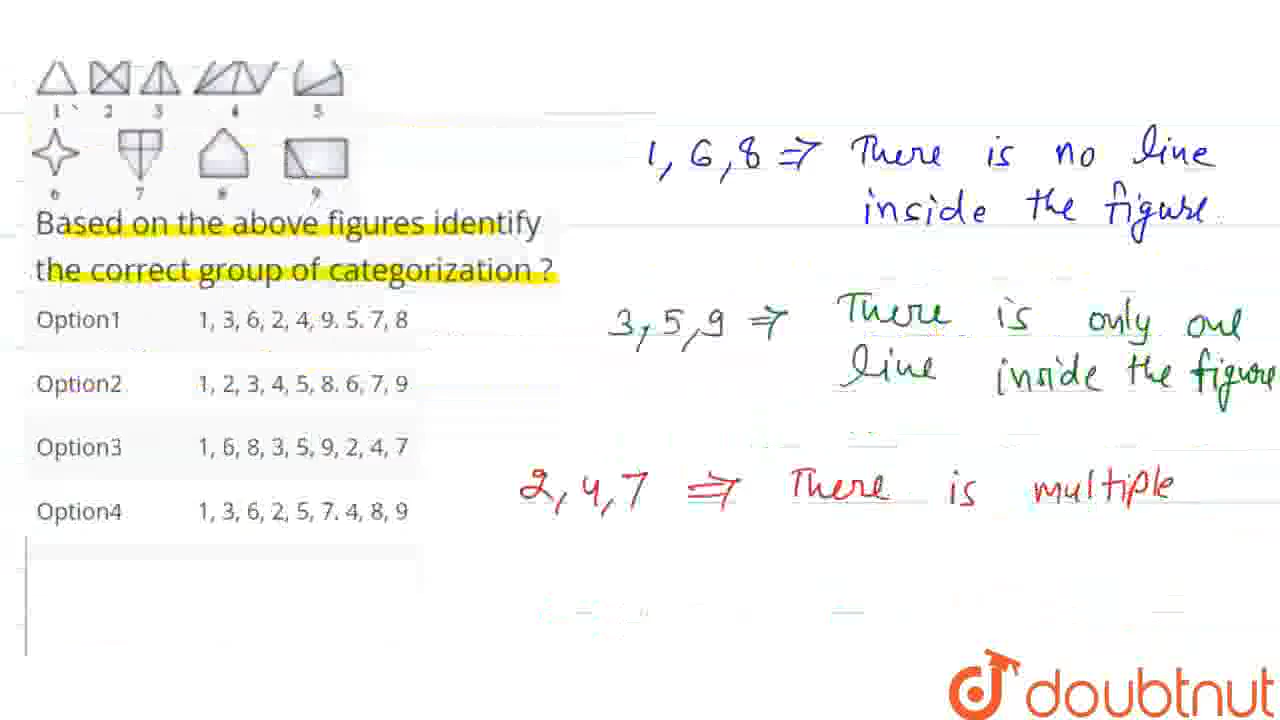 1 2 3 4 5
6 7 8 9
Based on the above figures identify
the correct group of categorization ?
Option1 1, 3, 6, 2, 4, 9. 5. 7, 8
Option2 1, 2, 3, 4, 5, 8. 6, 7, 9
Option3 1, 6, 8, 3, 5, 9, 2, 4, 7
Option4 1, 3, 6, 2, 5, 7. 4, 8, 9
1, 6, 8 ⇒ There is no line
inside the figure.
3, 5, 9 ⇒ There is only one
line inside the figure
2, 4, 7 ⇒ There is multiple
doubtnut